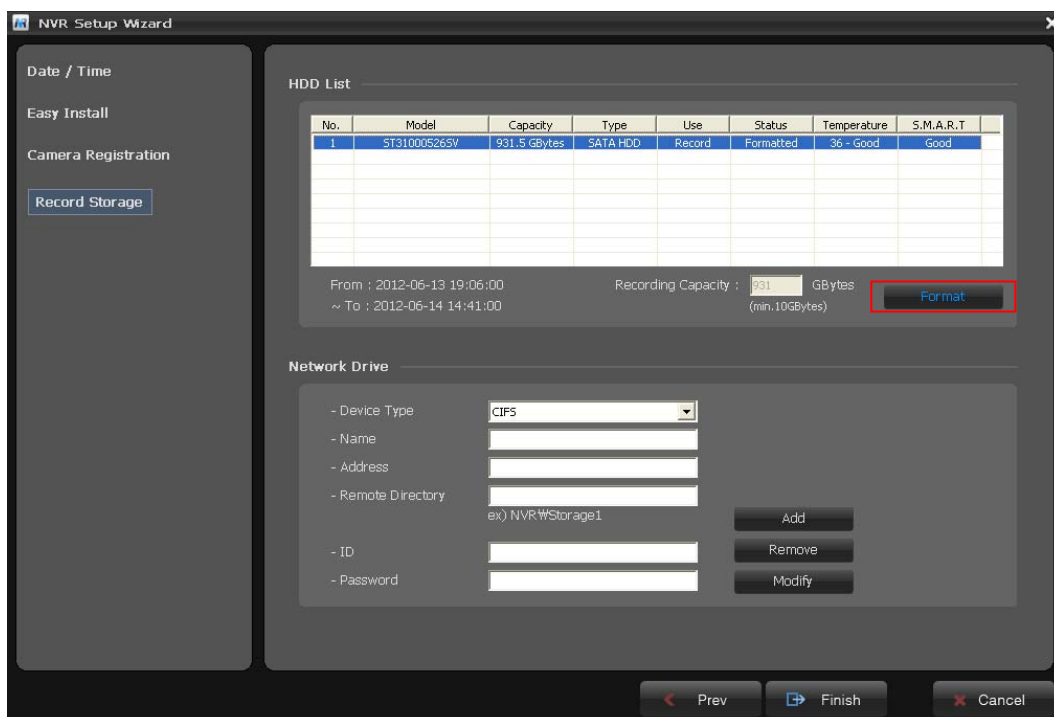 NVR Setup Wizard
Date / Time
Easy Install
Camera Registration
Record Storage
HDD List
No. Model Capacity Type Use Status Temperature S.M.A.R.T
1 ST31000526SV 931.5 GBytes SATA HDD Record Formatted 36 - Good Good
From : 2012-06-13 19:06:00 Recording Capacity : 931 GBytes
~ To : 2012-06-14 14:41:00 (min.10GBytes) Format
Network Drive
- Device Type CIFS
- Name
- Address
- Remote Directory
ex) NVR₩Storage1 Add
- ID Remove
- Password Modify
Prev Finish Cancel